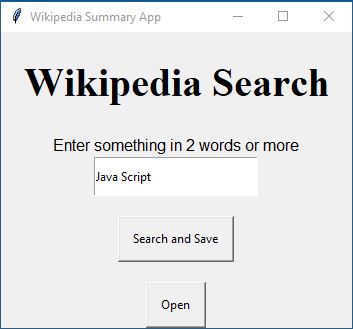 Wikipedia Summary App
Wikipedia Search
Enter something in 2 words or more
Java Script
Search and Save
Open